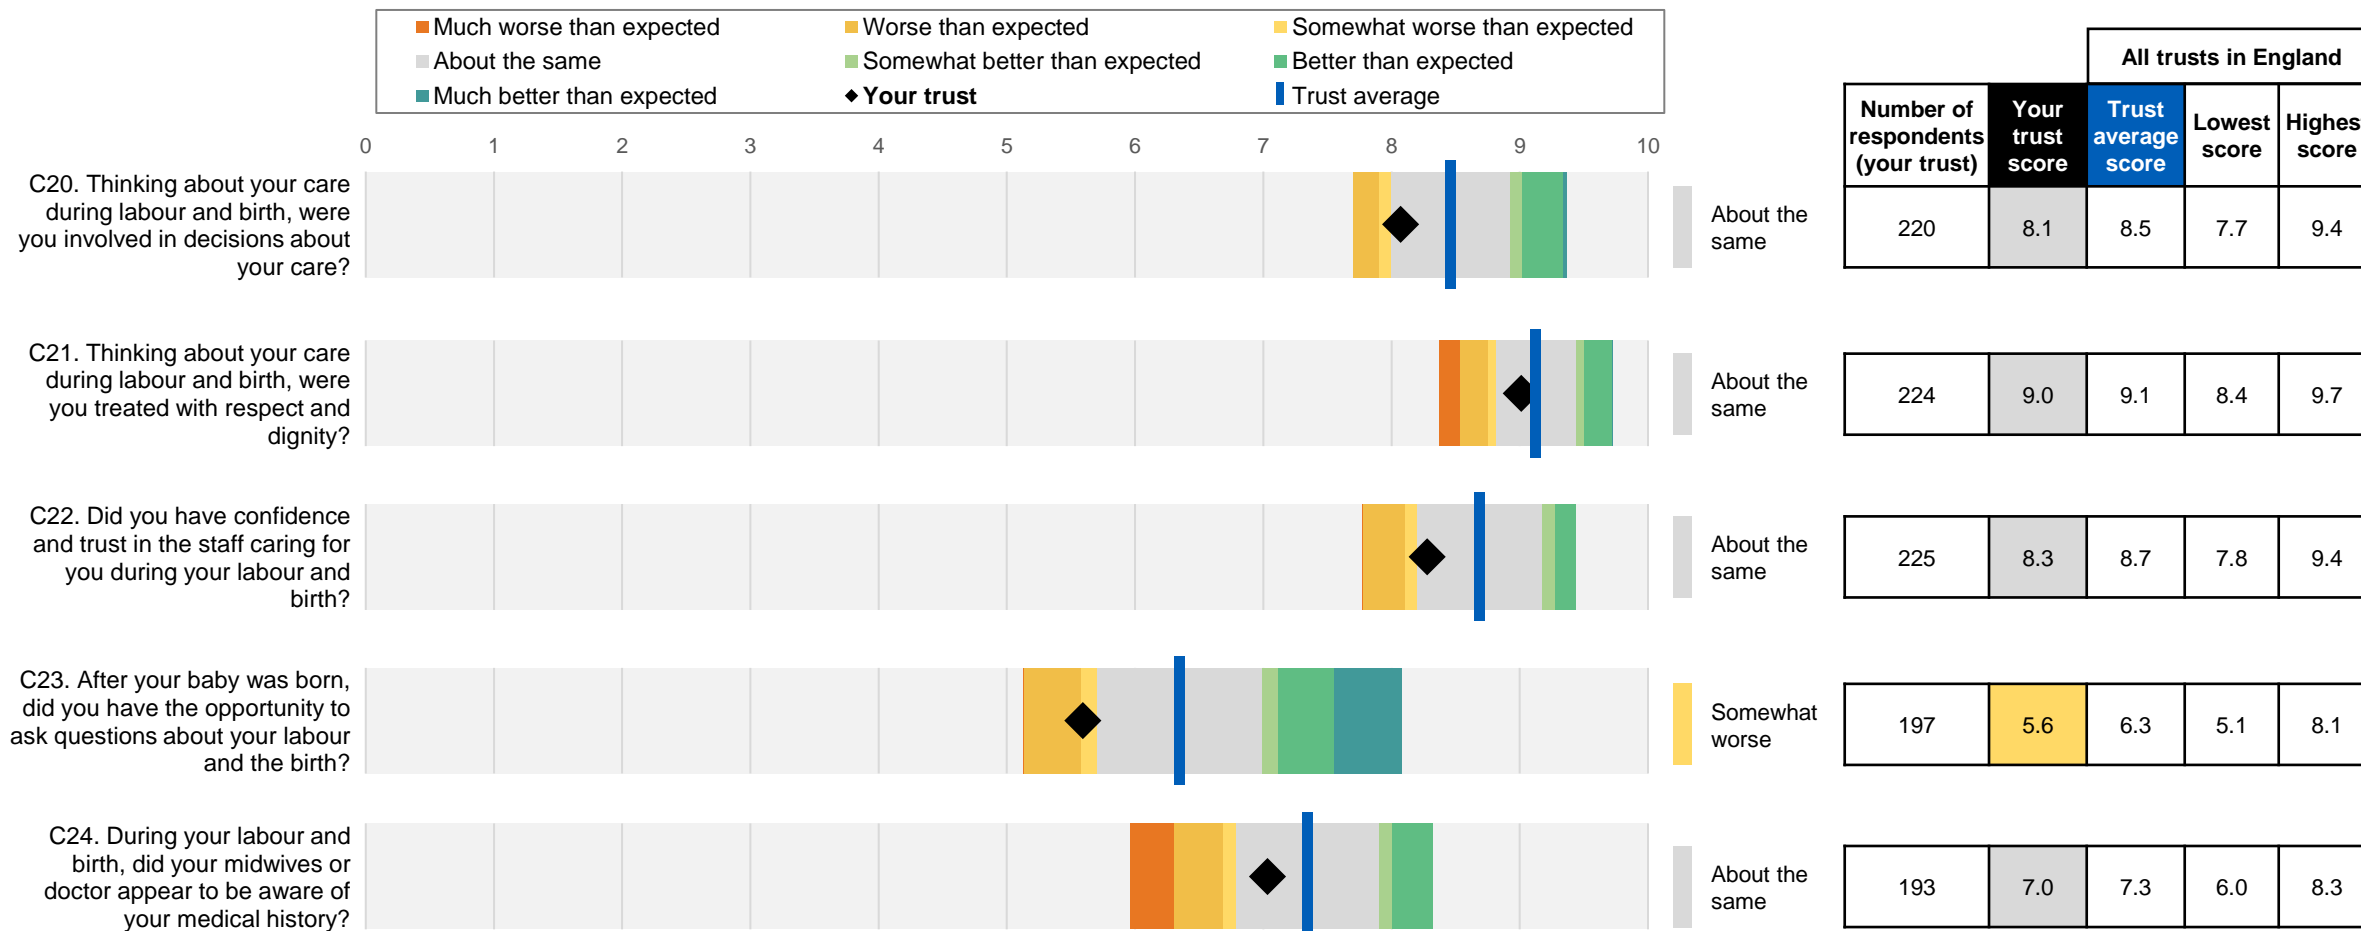 Much worse than expected
Worse than expected
Somewhat worse than expected
About the same
Somewhat better than expected
Better than expected
Much better than expected
Your trust
Trust average
All trusts in England
Number of
respondents
(your trust)
Your
trust
score
Trust
average
score
Lowest
score
Highest
score
0 1 2 3 4 5 6 7 8 9 10
C20. Thinking about your care
during labour and birth, were
you involved in decisions about
your care?
About the
same
220 8.1 8.5 7.7 9.4
C21. Thinking about your care
during labour and birth, were
you treated with respect and
dignity?
About the
same
224 9.0 9.1 8.4 9.7
C22. Did you have confidence
and trust in the staff caring for
you during your labour and
birth?
About the
same
225 8.3 8.7 7.8 9.4
C23. After your baby was born,
did you have the opportunity to
ask questions about your labour
and the birth?
Somewhat
worse
197 5.6 6.3 5.1 8.1
C24. During your labour and
birth, did your midwives or
doctor appear to be aware of
your medical history?
About the
same
193 7.0 7.3 6.0 8.3